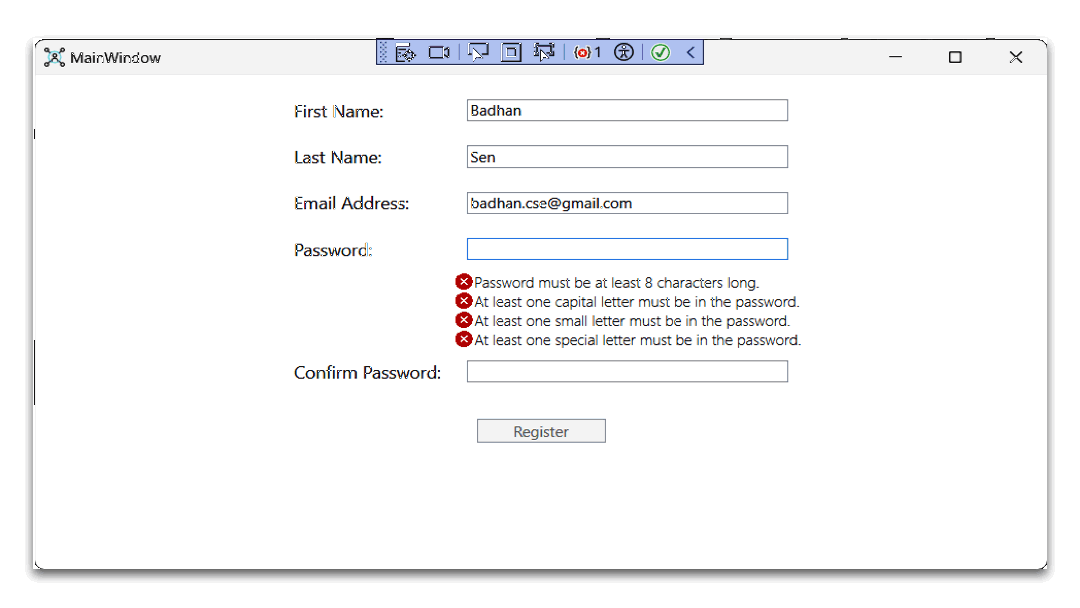 MainWindow
1
First Name: Badhan
Last Name: Sen
Email Address: badhan.cse@gmail.com
Password:
Password must be at least 8 characters long.
At least one capital letter must be in the password.
At least one small letter must be in the password.
At least one special letter must be in the password.
Confirm Password:
Register